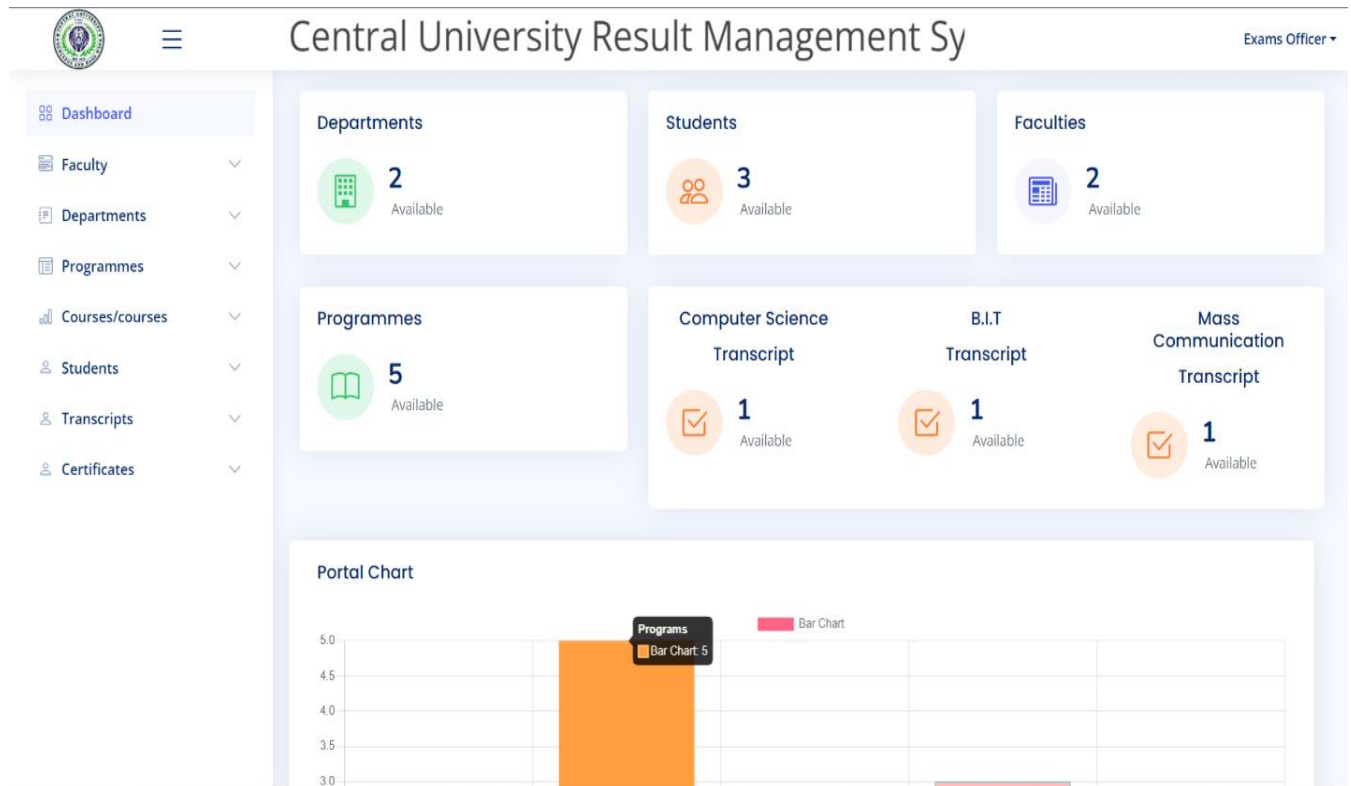 Central University Result Management Sy
Exams Officer
Dashboard
Faculty
Departments
Programmes
Courses/courses
Students
Transcripts
Certificates
Departments
2
Available
Students
3
Available
Faculties
2
Available
Programmes
5
Available
Computer Science
Transcript
1
Available
B.I.T
Transcript
1
Available
Mass
Communication
Transcript
1
Available
Portal Chart
Bar Chart
Programs
Bar Chart: 5
5.0
4.5
4.0
3.5
3.0